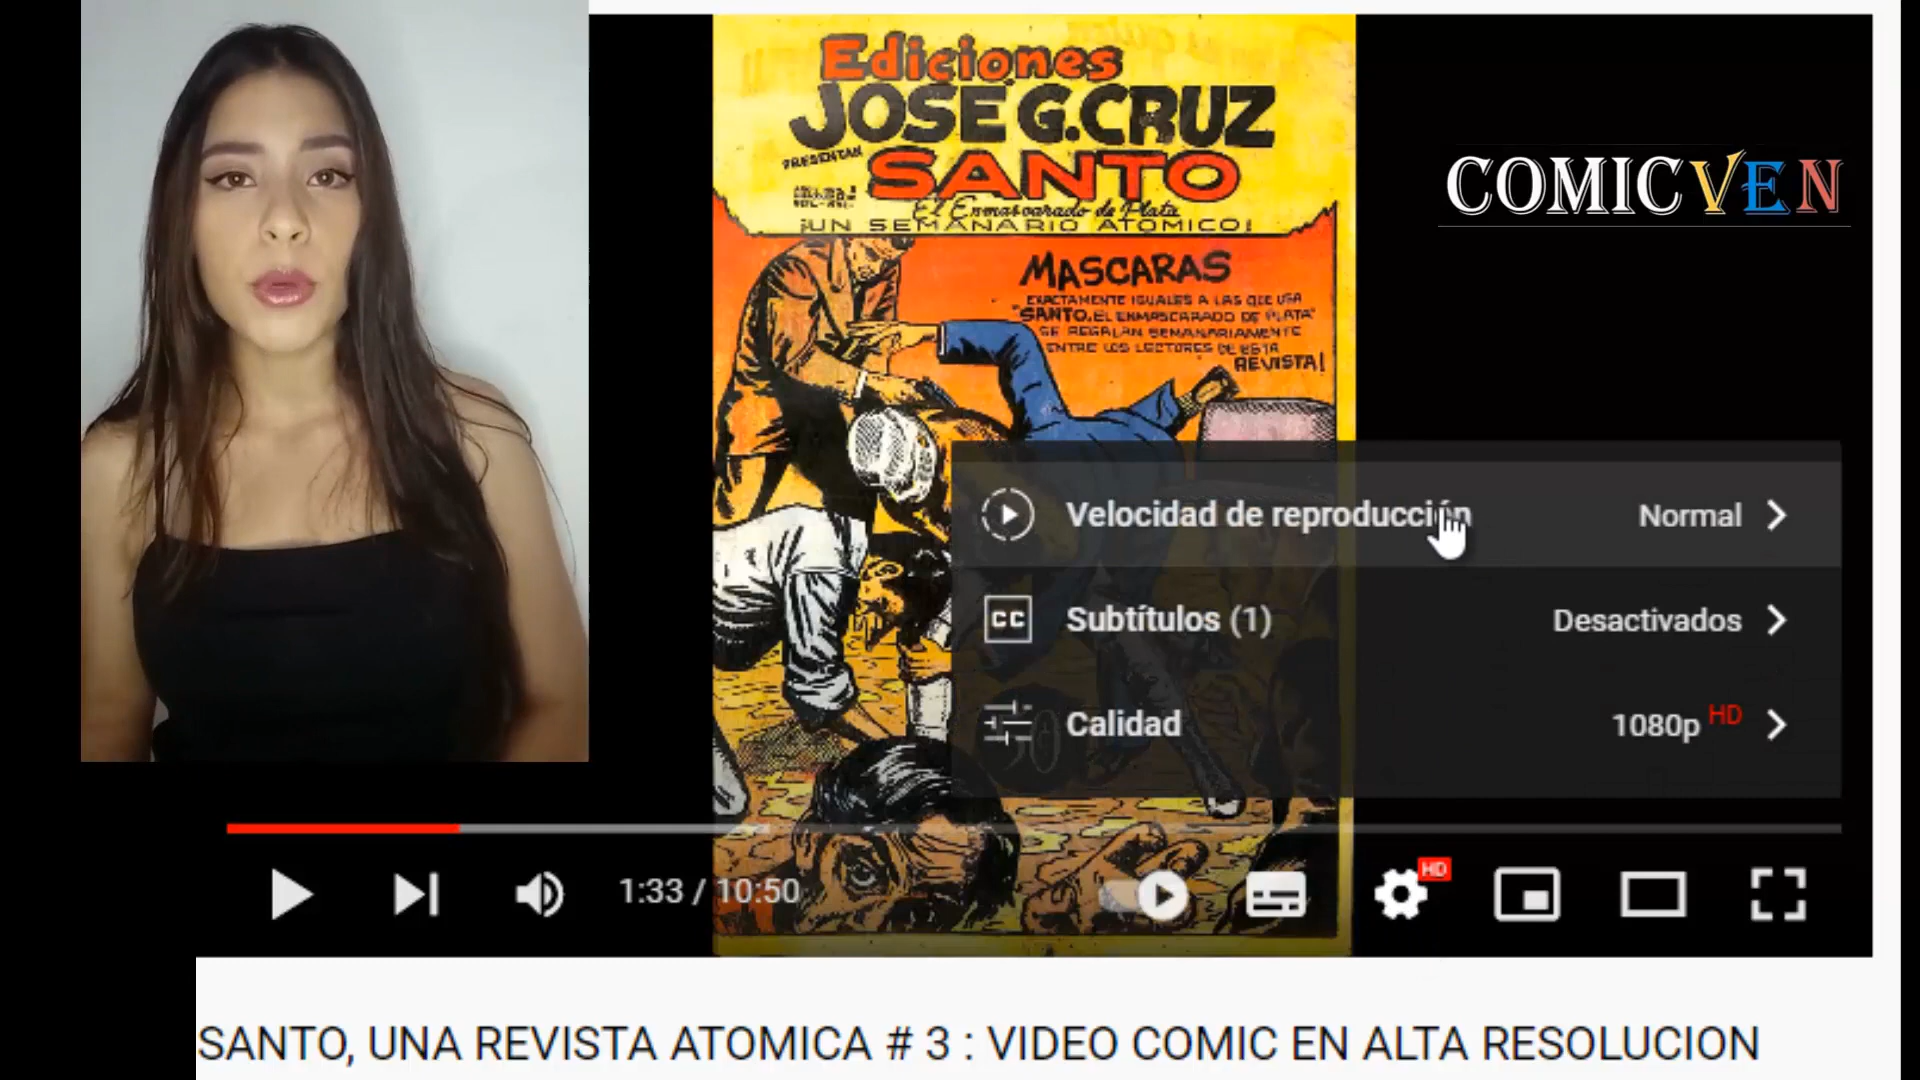 Ediciones
JOSE G. CRUZ
PRESENTAN
SANTO
El Enmascarado de Plata
¡UN SEMANARIO ATOMICO!
COMICVEN
MASCARAS
EXACTAMENTE IGUALES A LAS QUE USA
"SANTO, EL ENMASCARADO DE PLATA"
SE REGALAN SEMANARIAMENTE
ENTRE LOS LECTORES DE ESTA
REVISTA!
Velocidad de reproducción Normal
CC Subtítulos (1) Desactivados
Calidad 1080p HD
1:33 / 10:50
HD
SANTO, UNA REVISTA ATOMICA # 3 : VIDEO COMIC EN ALTA RESOLUCION